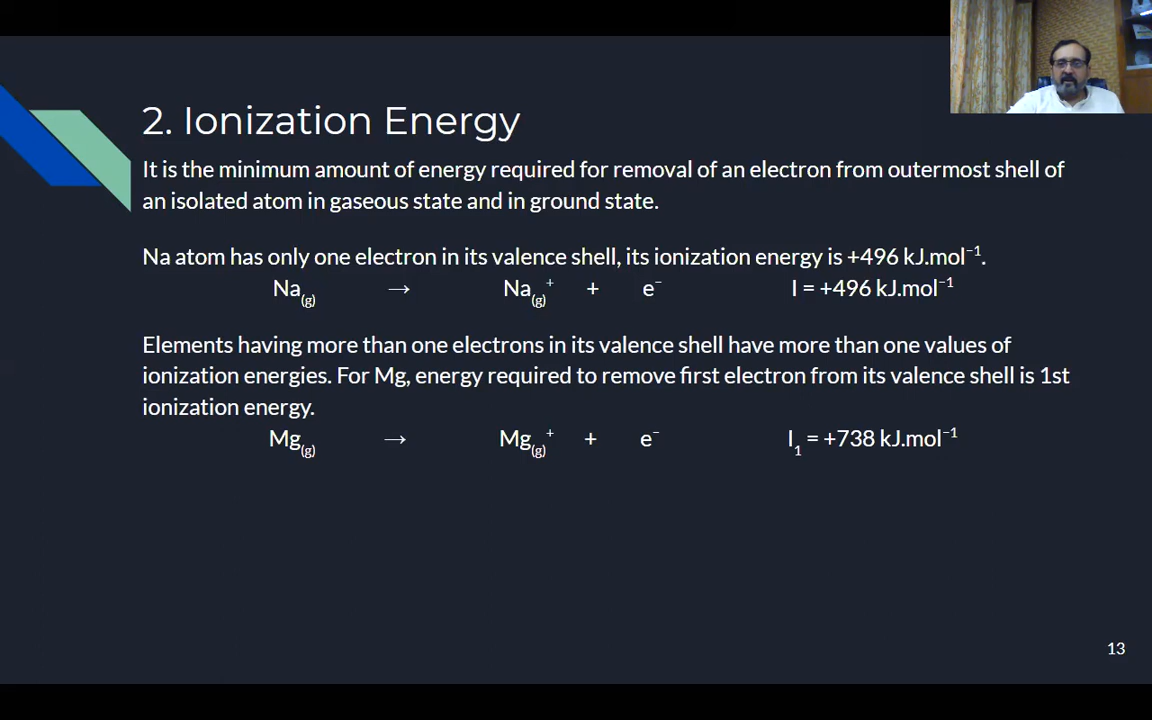 2. Ionization Energy
It is the minimum amount of energy required for removal of an electron from outermost shell of
an isolated atom in gaseous state and in ground state.
Na atom has only one electron in its valence shell, its ionization energy is +496 kJ.mol⁻¹.
Na₍g₎ → Na₍g₎⁺ + e⁻ I = +496 kJ.mol⁻¹
Elements having more than one electrons in its valence shell have more than one values of
ionization energies. For Mg, energy required to remove first electron from its valence shell is 1st
ionization energy.
Mg₍g₎ → Mg₍g₎⁺ + e⁻ I₁ = +738 kJ.mol⁻¹
13